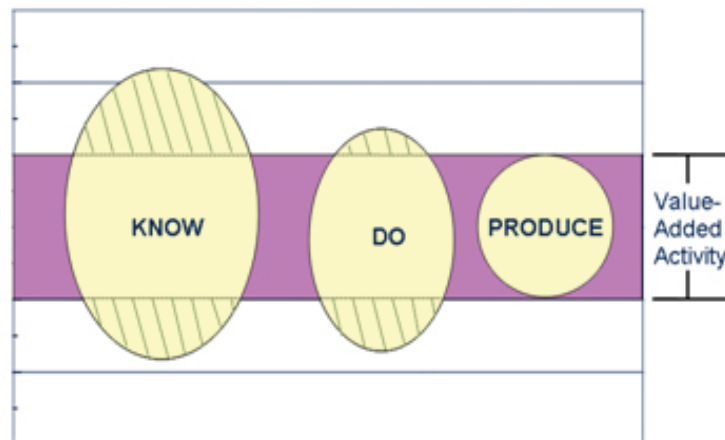 KNOW
DO
PRODUCE
Value-
Added
Activity